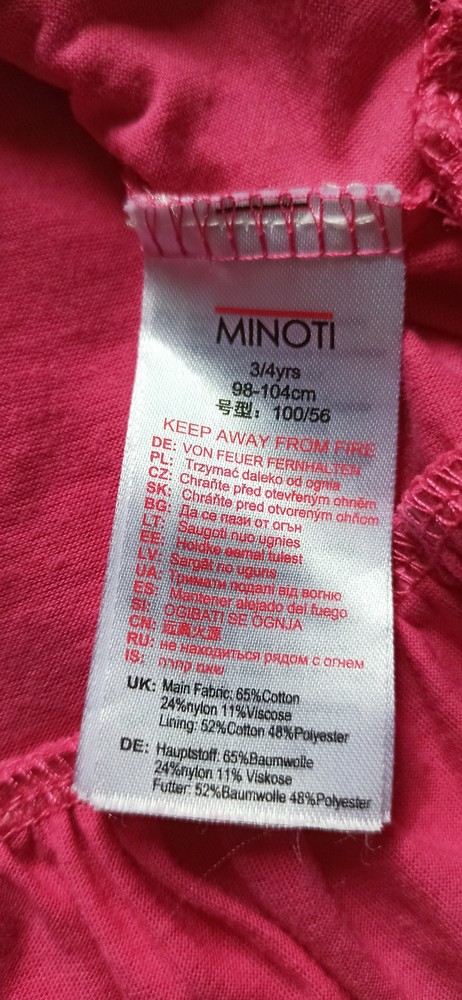 MINOTI
3/4yrs
98-104cm
号型：100/56
KEEP AWAY FROM FIRE
DE: VON FEUER FERNHALTEN
PL: Trzymać daleko od ognia
CZ: Chraňte před otevřeným ohněm
SK: Chráňte pred otvoreným ohňom
BG: Да се пази от огън
LT: Saugoti nuo ugnies
EE: Hoidke eemal tulest
LV: Sargāt no uguns
UA: Тримати подалі від вогню
ES: Mantener alejado del fuego
SI: OGIBATI SE OGNJA
CN: 远离火源
RU: не находиться рядом с огнем
IS:
UK: Main Fabric: 65%Cotton
24%nylon 11%Viscose
Lining: 52%Cotton 48%Polyester
DE: Hauptstoff: 65%Baumwolle
24%nylon 11% Viskose
Futter: 52%Baumwolle 48%Polyester